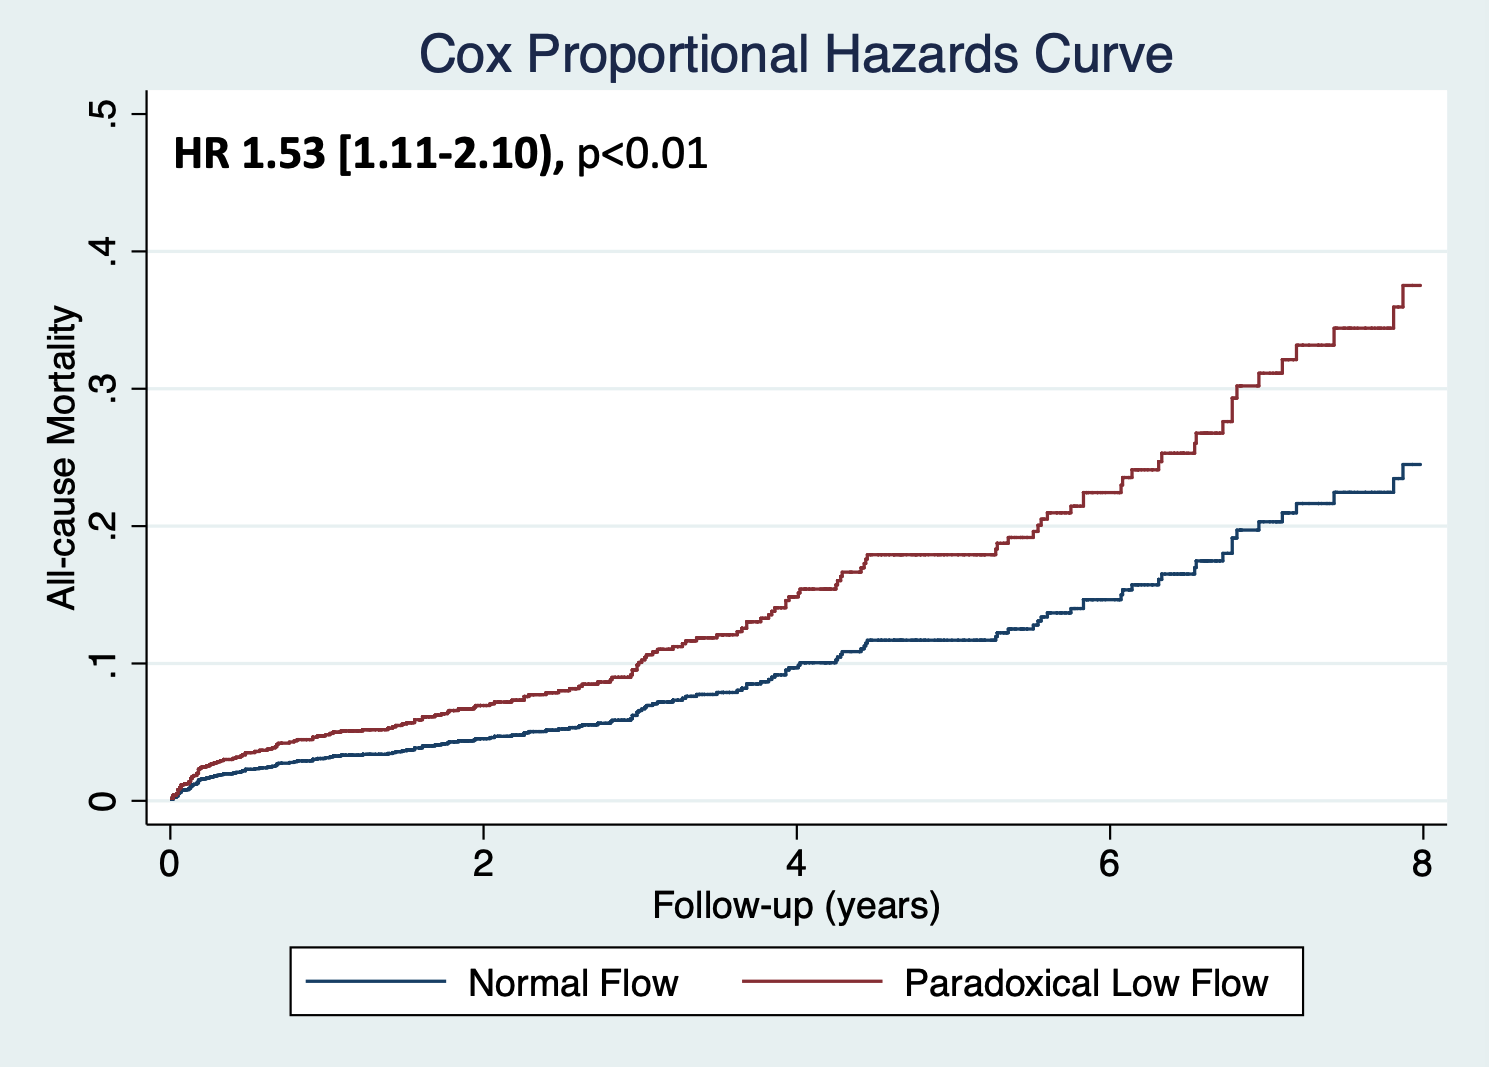 Cox Proportional Hazards Curve
HR 1.53 [1.11-2.10), p<0.01
All-cause Mortality
.5
.4
.3
.2
.1
0
0 2 4 6 8
Follow-up (years)
Normal Flow Paradoxical Low Flow